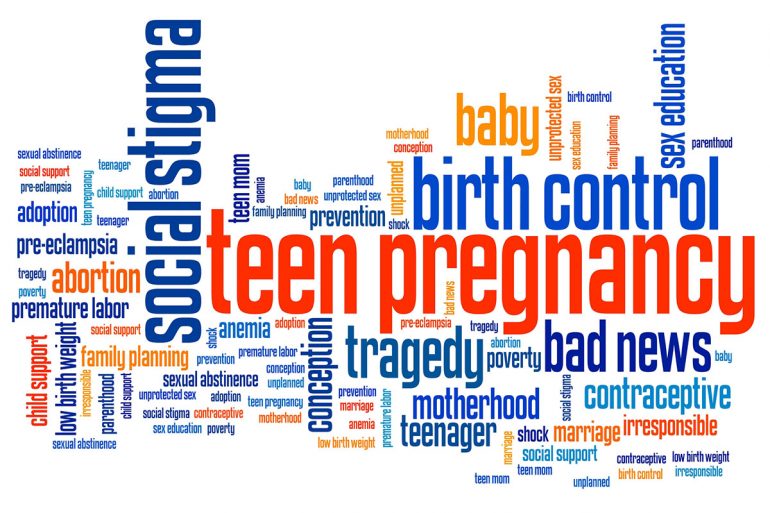 social stigma
sex education
baby
unprotected sex
birth control
sex education
family planning
parenthood
motherhood
conception
unplanned
sexual abstinence
social support
pre-eclampsia
teen pregnancy
teenager
child support
abortion
adoption
teenager
teen mom
anemia
baby
bad news
family planning
parenthood
unprotected sex
prevention
shock
birth control
pre-eclampsia
tragedy
poverty
abortion
premature labor
teen pregnancy
bad news
child support
low birth weight
social support
family planning
irresponsible
parenthood
child support
sexual abstinence
shock
anemia
adoption
prevention
premature labor
conception
sexual abstinence
unplanned
unprotected sex
adoption
teen pregnancy
social stigma
contraceptive
motherhood
sex education
poverty
conception
pre-eclampsia
tragedy
tragedy
abortion
poverty
bad news
baby
prevention
marriage
anemia
low birth weight
premature labor
motherhood
teenager
social stigma
contraceptive
marriage
shock
marriage
irresponsible
social support
teen mom
teen mom
contraceptive
low birth weight
unplanned
birth control
irresponsible